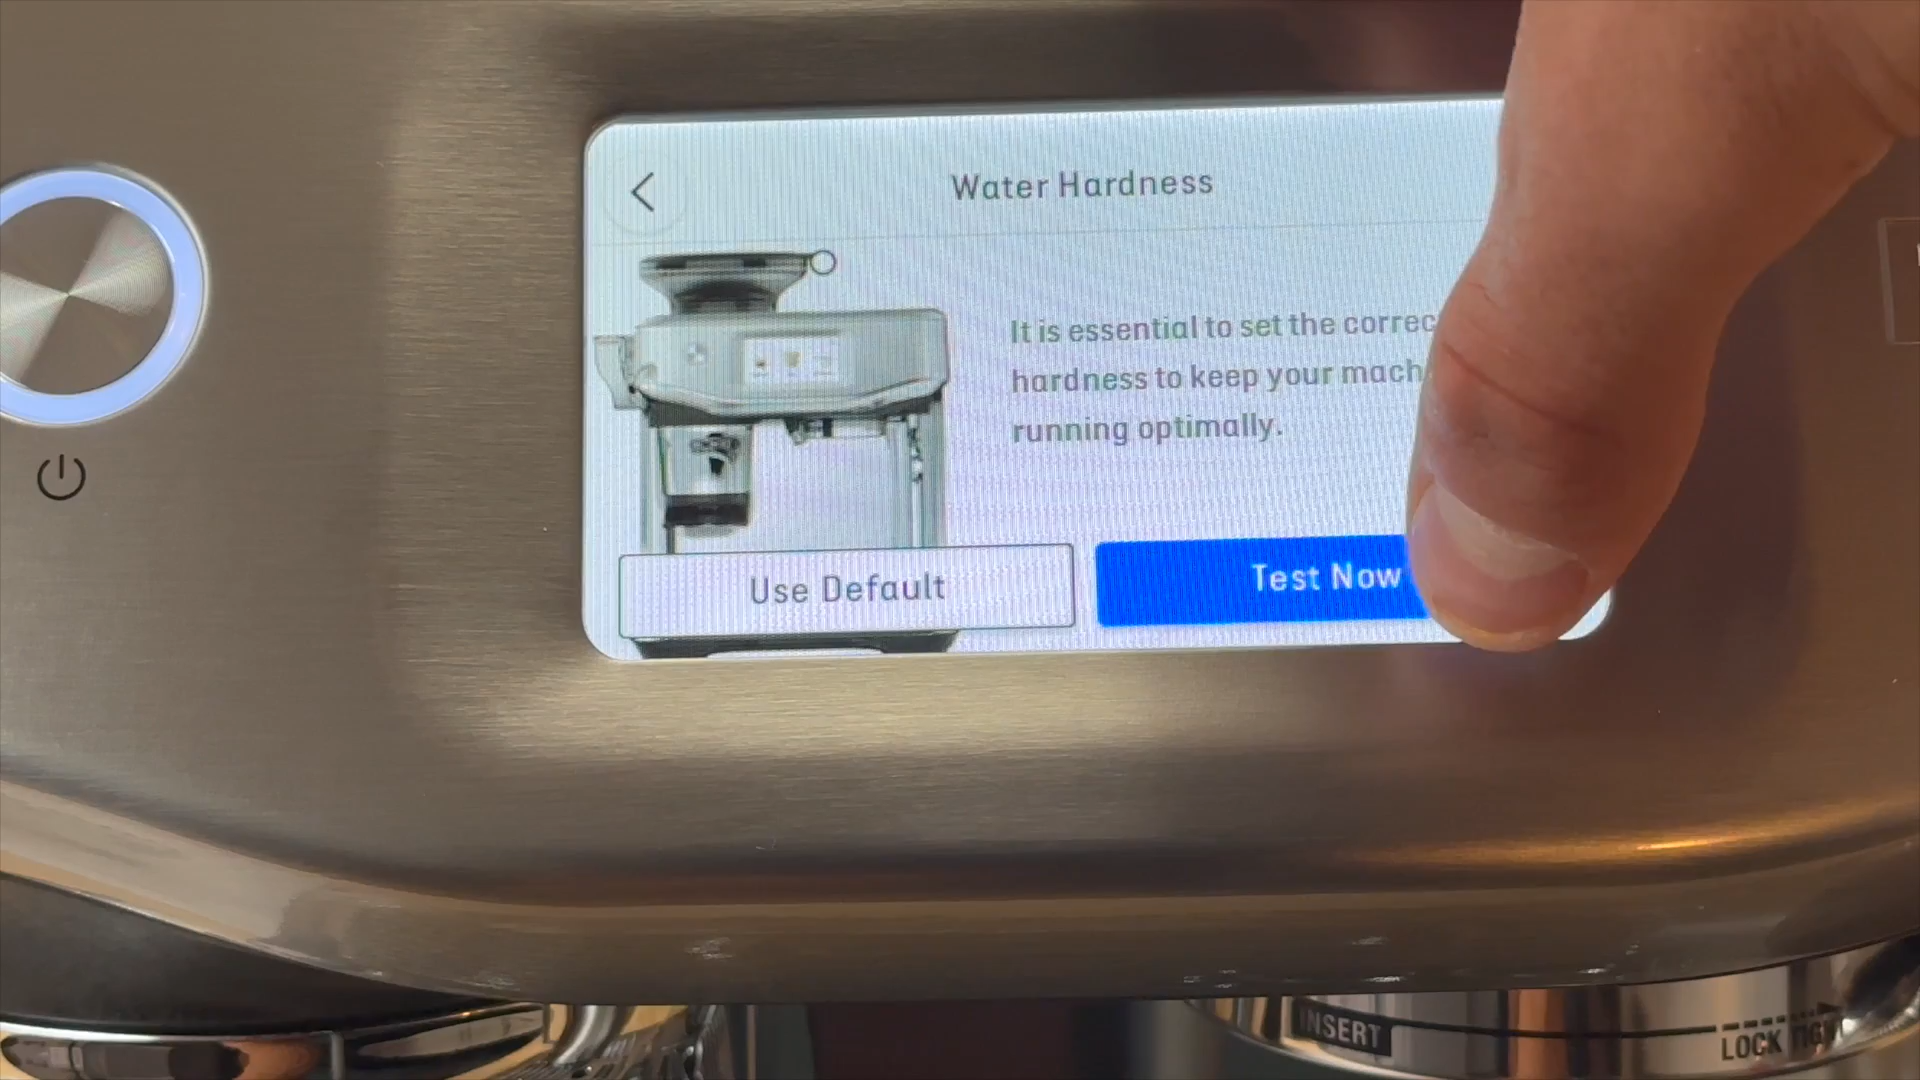 Water Hardness
It is essential to set the correc
hardness to keep your mach
running optimally.
Use Default
Test Now
INSERT
LOCK TIGHT